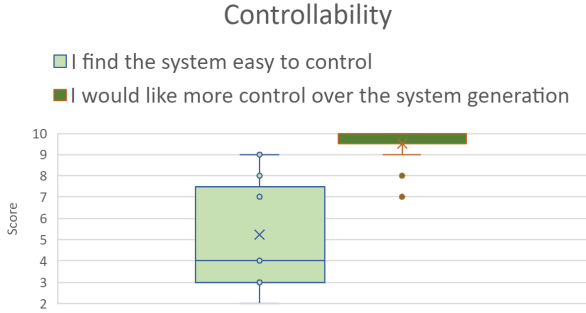 Controllability
I find the system easy to control
I would like more control over the system generation
10
9
8
7
6
5
4
3
2
Score